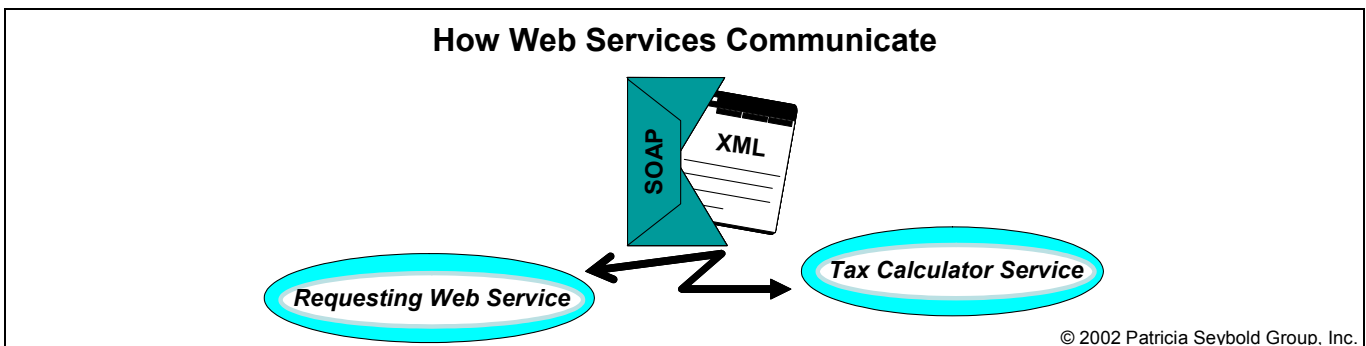 How Web Services Communicate
SOAP
XML
Requesting Web Service
Tax Calculator Service
© 2002 Patricia Seybold Group, Inc.